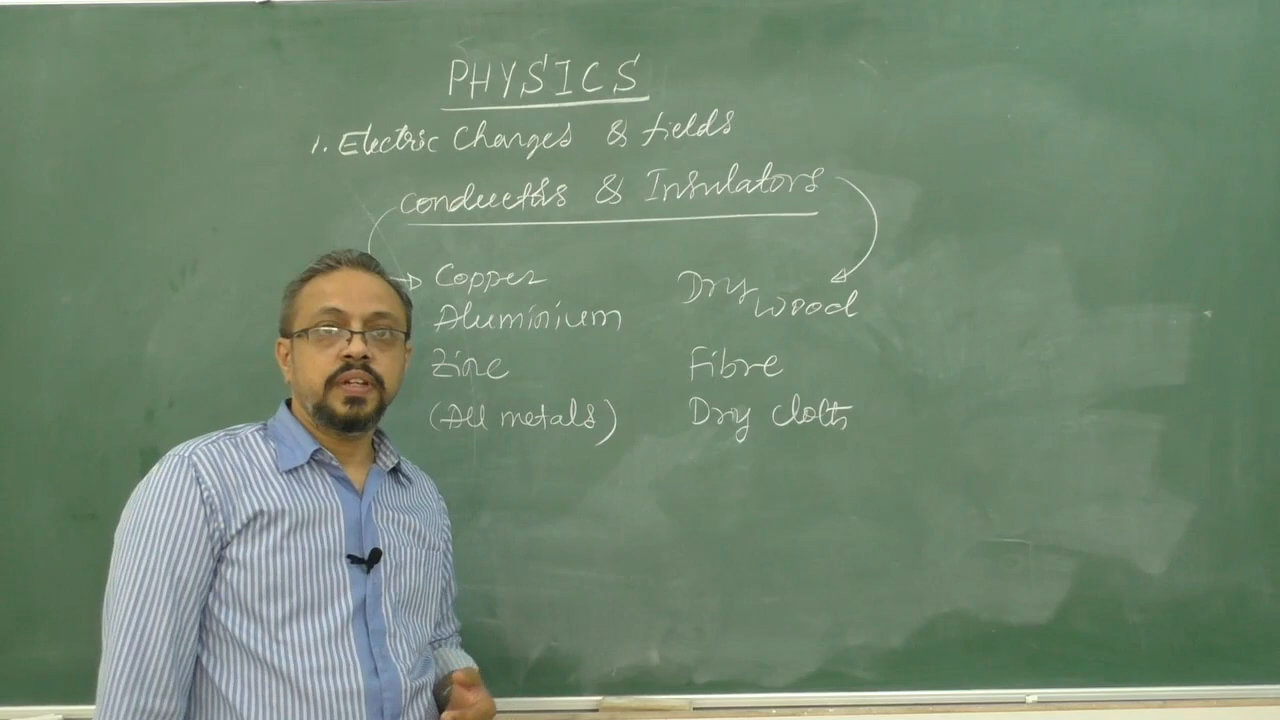 PHYSICS
1. Electric Charges & fields
conductors & Insulators
Copper
Aluminium
Zinc
(All metals)
Dry wood
Fibre
Dry cloth